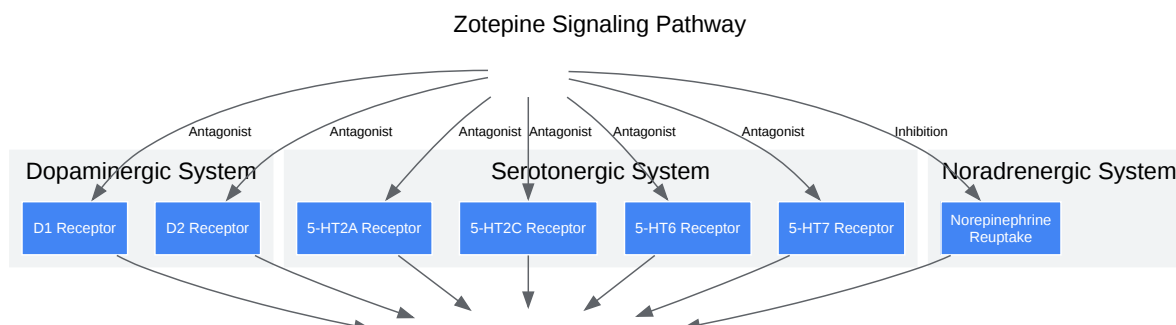 Zotepine Signaling Pathway
Antagonist
Antagonist
Antagonist
Antagonist
Antagonist
Antagonist
Inhibition
Dopaminergic System
Serotonergic System
Noradrenergic System
D1 Receptor
D2 Receptor
5-HT2A Receptor
5-HT2C Receptor
5-HT6 Receptor
5-HT7 Receptor
Norepinephrine
Reuptake